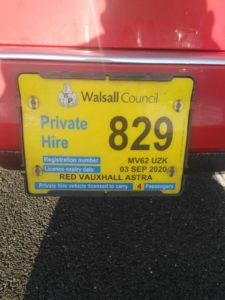 Walsall Council
Private
Hire
829
Registration number MV62 UZK
Licence expiry date 03 SEP 2020
RED VAUXHALL ASTRA
Private hire vehicle licensed to carry 4 Passengers